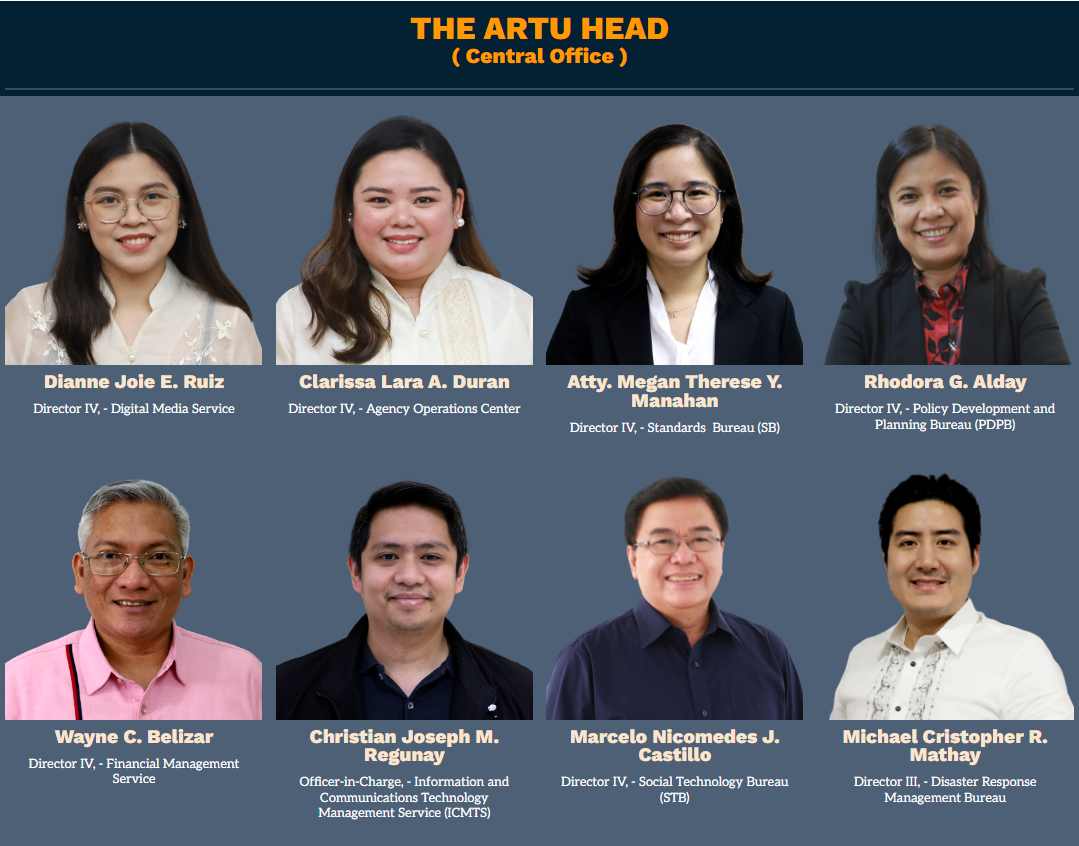 THE ARTU HEAD
( Central Office )
Dianne Joie E. Ruiz
Director IV, - Digital Media Service
Clarissa Lara A. Duran
Director IV, - Agency Operations Center
Atty. Megan Therese Y.
Manahan
Director IV, - Standards  Bureau (SB)
Rhodora G. Alday
Director IV, - Policy Development and
Planning Bureau (PDPB)
Wayne C. Belizar
Director IV, - Financial Management
Service
Christian Joseph M.
Regunay
Officer-in-Charge, - Information and
Communications Technology
Management Service (ICMTS)
Marcelo Nicomedes J.
Castillo
Director IV, - Social Technology Bureau
(STB)
Michael Cristopher R.
Mathay
Director III, - Disaster Response
Management Bureau